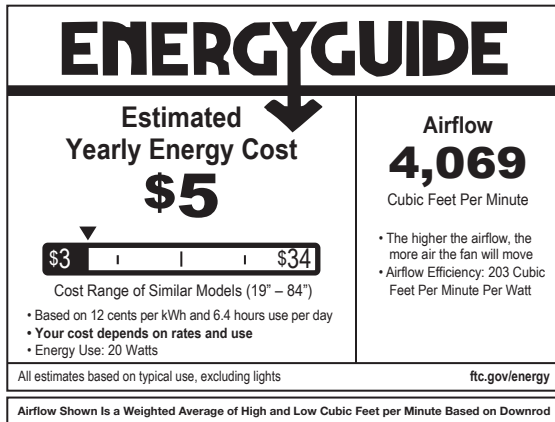 ENERGYGUIDE
Estimated
Yearly Energy Cost
$5
$3
$34
Cost Range of Similar Models (19” – 84”)
• Based on 12 cents per kWh and 6.4 hours use per day
• Your cost depends on rates and use
• Energy Use: 20 Watts
Airflow
4,069
Cubic Feet Per Minute
• The higher the airflow, the
more air the fan will move
• Airflow Efficiency: 203 Cubic
Feet Per Minute Per Watt
All estimates based on typical use, excluding lights
ftc.gov/energy
Airflow Shown Is a Weighted Average of High and Low Cubic Feet per Minute Based on Downrod